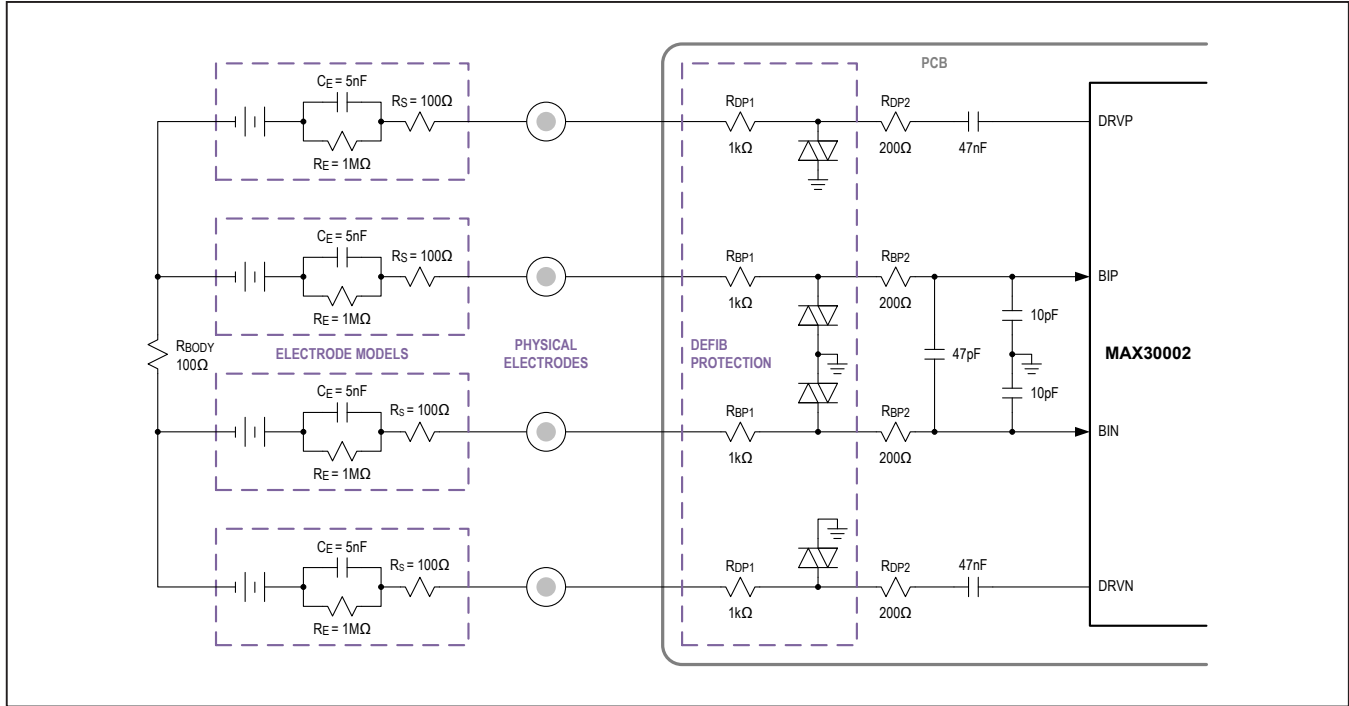 PCB
CE = 5nF
RS = 100Ω
RE = 1MΩ
RDP1
1kΩ
RDP2
200Ω
47nF
DRVP
CE = 5nF
RS = 100Ω
RE = 1MΩ
RBP1
1kΩ
RBP2
200Ω
BIP
RBODY
100Ω
ELECTRODE MODELS
PHYSICAL
ELECTRODES
DEFIB
PROTECTION
47pF
10pF
10pF
MAX30002
CE = 5nF
RS = 100Ω
RE = 1MΩ
RBP1
1kΩ
RBP2
200Ω
BIN
CE = 5nF
RS = 100Ω
RE = 1MΩ
RDP1
1kΩ
RDP2
200Ω
47nF
DRVN